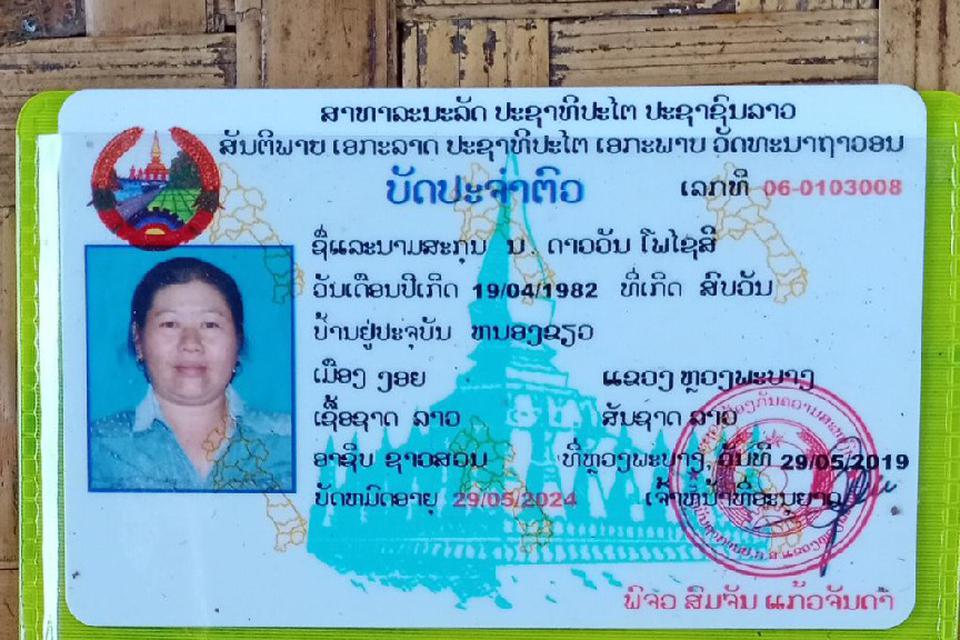 ສາທາລະນະລັດ ປະຊາທິປະໄຕ ປະຊາຊົນລາວ
ສັນຕິພາຍ ເອກະລາດ ປະຊາທິປະໄຕ ເອກະພາບ ວັດທະນາຖາວອນ
ບັດປະຈຳຕົວ
ເລກທີ 06-0103008
ຊື່ແລະນາມສະກຸນ ນ. ດາວວັນ ໂພໄຊສີ
ວັນເດືອນປີເກີດ 19/04/1982 ທີ່ເກີດ ສົບວັນ
ບ້ານຢູ່ປະຈຸບັນ ຫນອງຂຽວ
ເມືອງ ງອຍ ແຂວງ ຫຼວງພະບາງ
ເຊື້ອຊາດ ລາວ ສັນຊາດ ລາວ
ອາຊີບ ຊາວສວນ ທີ່ຫຼວງພະບາງ, ວັນທີ 29/05/2019
ບັດຫມົດອາຍຸ 29/05/2024 ເຈົ້າຫນ້າທີ່ອະນຸຍາດ
ພົຈວ ສົມຈັນ ແກ້ວຈັນດາ